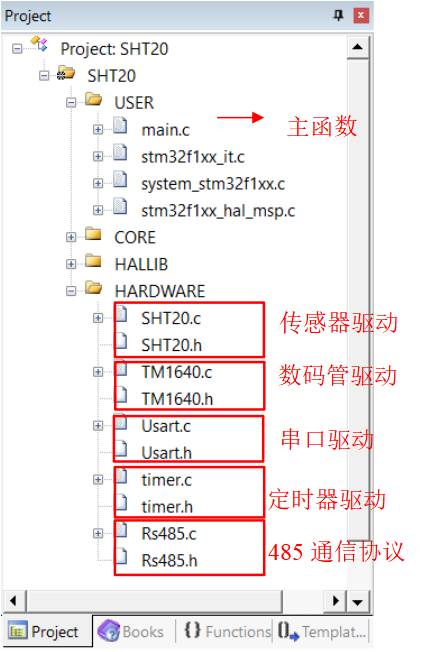 Project
Project: SHT20
SHT20
USER
main.c
主函数
stm32f1xx_it.c
system_stm32f1xx.c
stm32f1xx_hal_msp.c
CORE
HALLIB
HARDWARE
SHT20.c
传感器驱动
SHT20.h
TM1640.c
数码管驱动
TM1640.h
Usart.c
串口驱动
Usart.h
timer.c
定时器驱动
timer.h
Rs485.c
485 通信协议
Rs485.h
Project Books {} Functions 0 Templat...